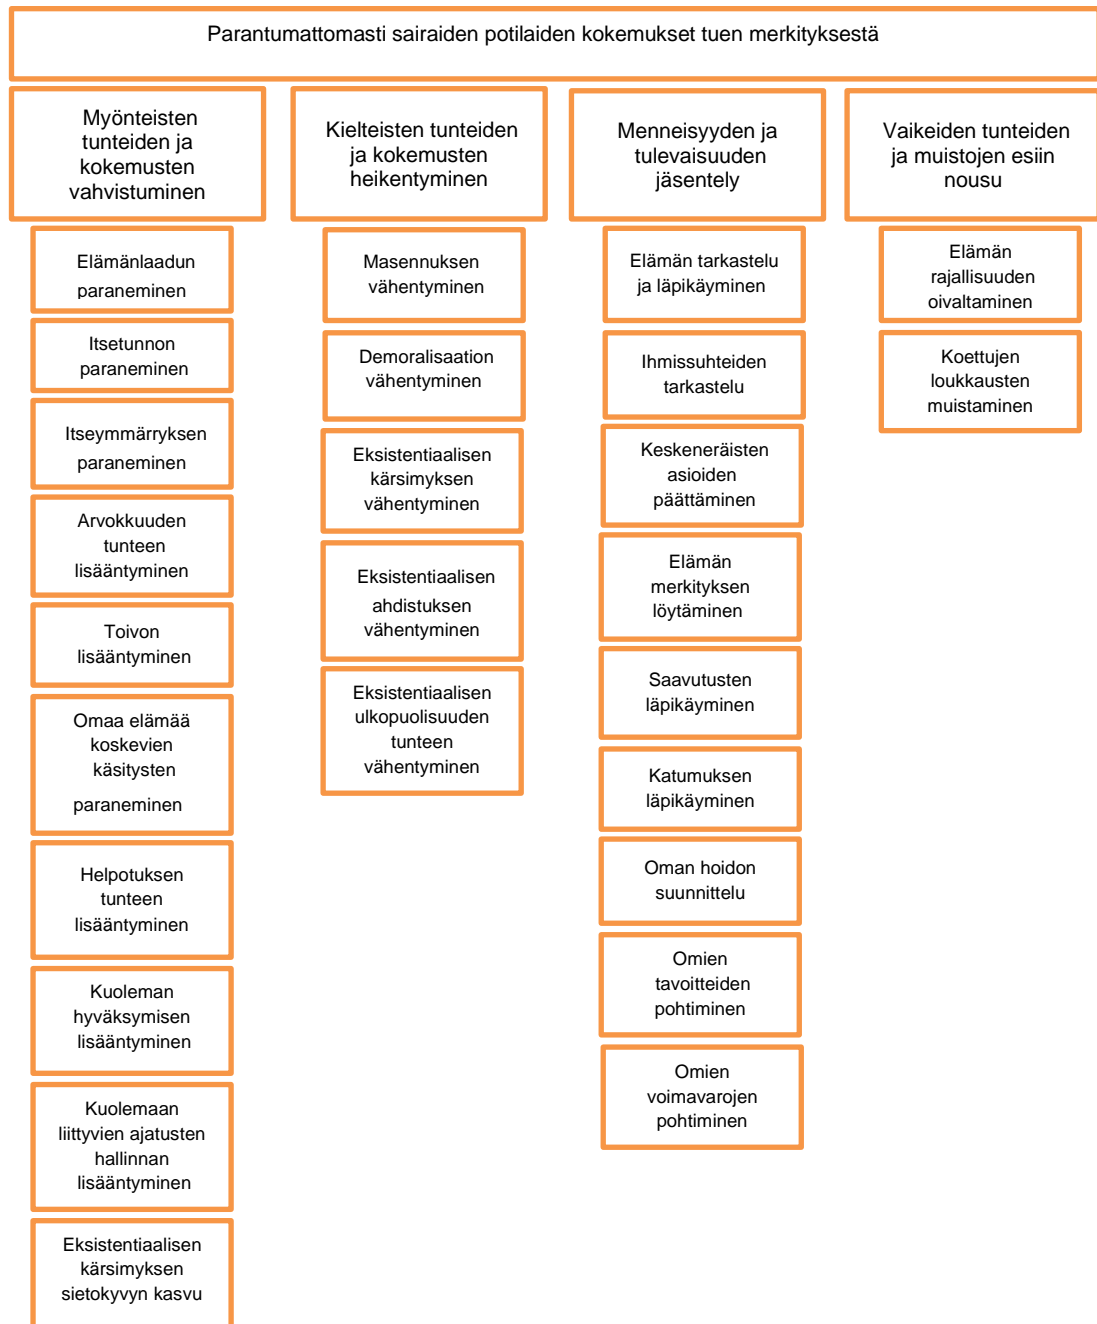 Parantumattomasti sairaiden potilaiden kokemukset tuen merkityksestä
Myönteisten
tunteiden ja
kokemusten
vahvistuminen
Elämänlaadun
paraneminen
Itsetunnon
paraneminen
Itseymmärryksen
paraneminen
Arvokkuuden
tunteen
lisääntyminen
Toivon
lisääntyminen
Omaa elämää
koskevien
käsitysten
paraneminen
Helpotuksen
tunteen
lisääntyminen
Kuoleman
hyväksymisen
lisääntyminen
Kuolemaan
liittyvien ajatusten
hallinnan
lisääntyminen
Eksistentiaalisen
kärsimyksen
sietokyvyn kasvu
Kielteisten tunteiden
ja kokemusten
heikentyminen
Masennuksen
vähentyminen
Demoralisaation
vähentyminen
Eksistentiaalisen
kärsimyksen
vähentyminen
Eksistentiaalisen
ahdistuksen
vähentyminen
Eksistentiaalisen
ulkopuolisuuden
tunteen
vähentyminen
Menneisyyden ja
tulevaisuuden
jäsentely
Elämän tarkastelu
ja läpikäyminen
Ihmissuhteiden
tarkastelu
Keskeneräisten
asioiden
päättäminen
Elämän
merkityksen
löytäminen
Saavutusten
läpikäyminen
Katumuksen
läpikäyminen
Oman hoidon
suunnittelu
Omien
tavoitteiden
pohtiminen
Omien
voimavarojen
pohtiminen
Vaikeiden tunteiden
ja muistojen esiin
nousu
Elämän
rajallisuuden
oivaltaminen
Koettujen
loukkausten
muistaminen